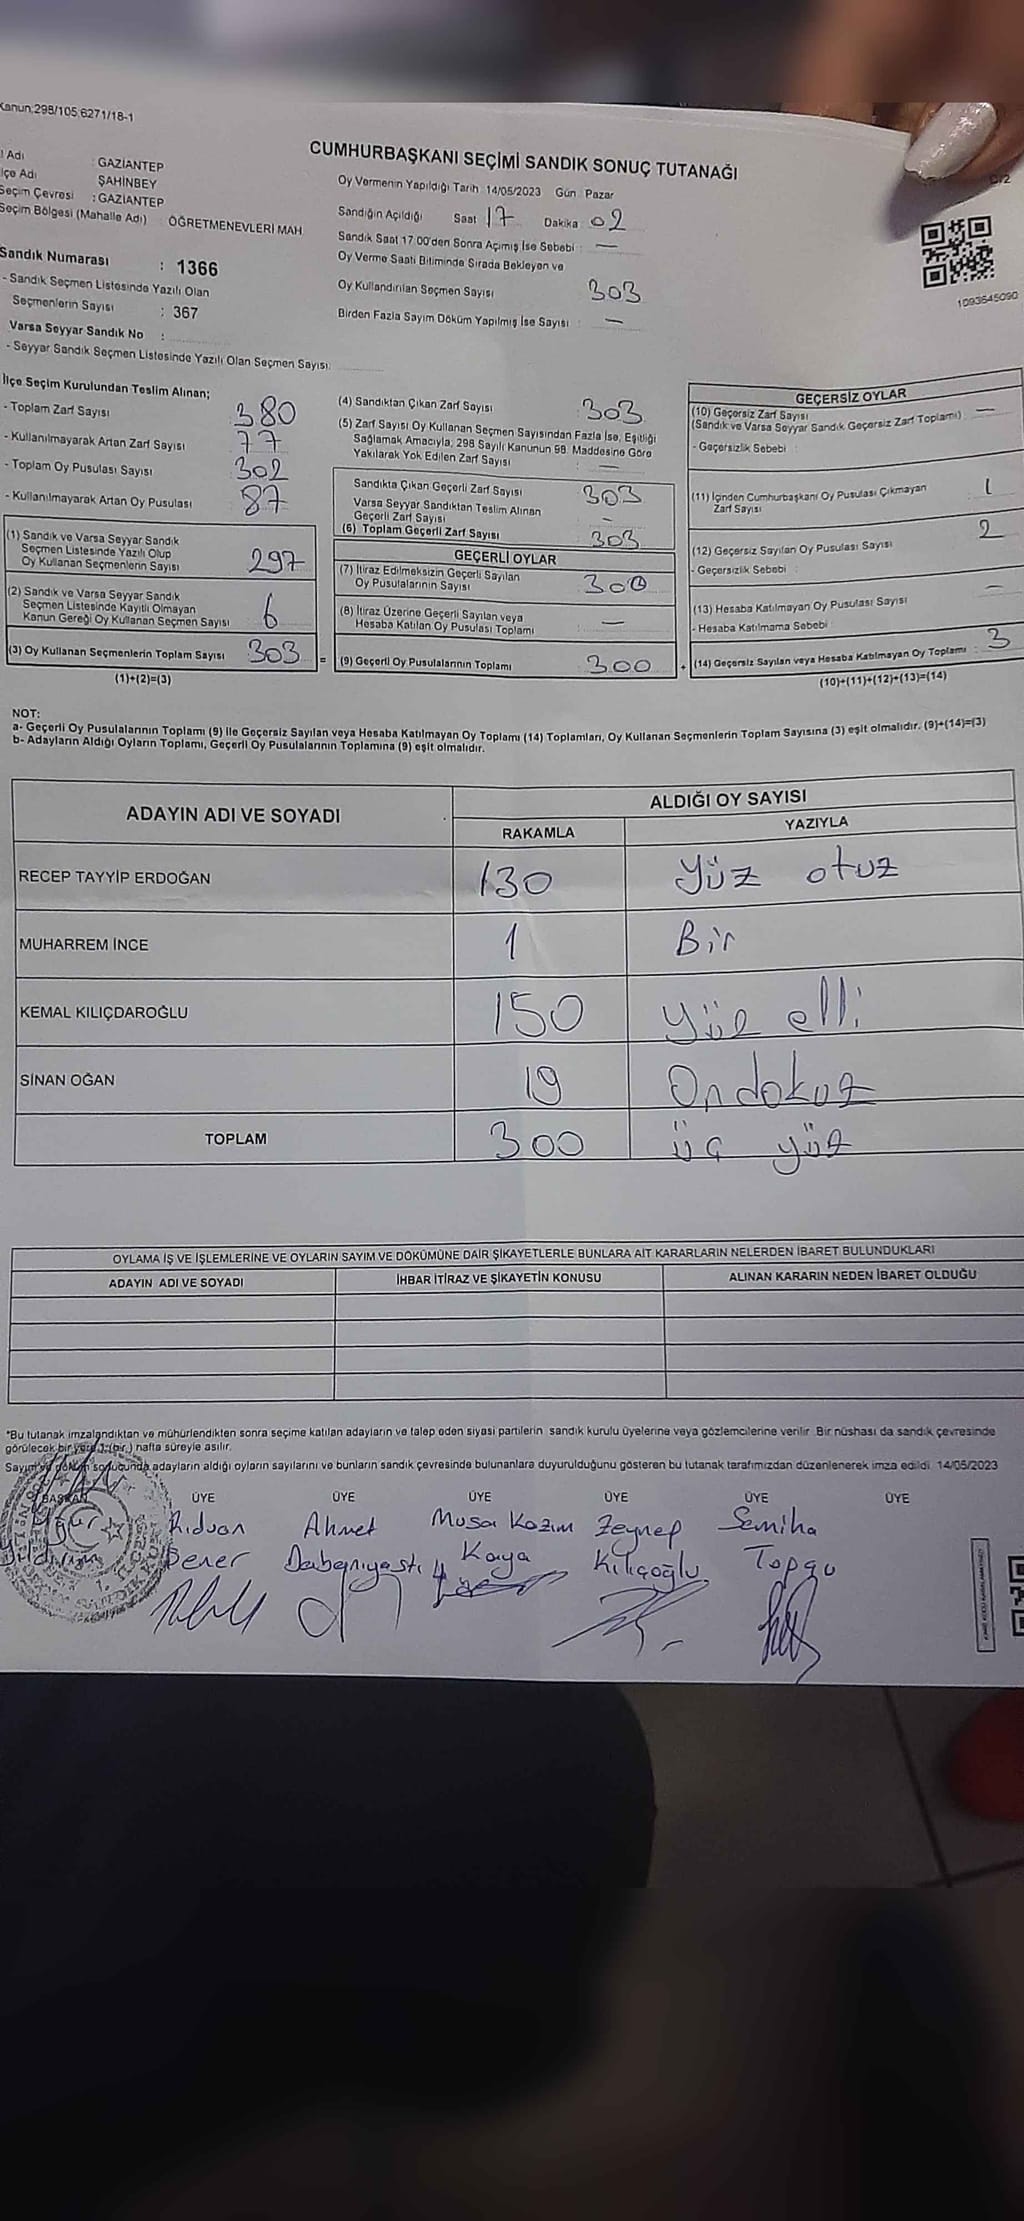 Kanun;298/105;6271/18-1
CUMHURBAŞKANI SEÇİMİ SANDIK SONUÇ TUTANAĞI
C/2
l Adı : GAZİANTEP
lçe Adı ŞAHİNBEY
Seçim Çevresi : GAZİANTEP
Seçim Bölgesi (Mahalle Adı) : ÖĞRETMENEVLERİ MAH
Sandık Numarası : 1366
- Sandık Seçmen Listesinde Yazılı Olan
Seçmenlerin Sayısı : 367
Varsa Seyyar Sandık No :
- Seyyar Sandık Seçmen Listesinde Yazılı Olan Seçmen Sayısı:
Oy Vermenin Yapıldığı Tarih 14/05/2023 Gün Pazar
Sandığın Açıldığı Saat 17 Dakika 02
Sandık Saat 17:00'den Sonra Açımış İse Sebebi : —
Oy Verme Saati Bitiminde Sırada Bekleyen ve
Oy Kullandırılan Seçmen Sayısı 303
Birden Fazla Sayım Döküm Yapılmış İse Sayısı : —
1093645090
İlçe Seçim Kurulundan Teslim Alınan;
- Toplam Zarf Sayısı 380
- Kullanılmayarak Artan Zarf Sayısı 77
- Toplam Oy Pusulası Sayısı 302
- Kullanılmayarak Artan Oy Pusulası 87
(1) Sandık ve Varsa Seyyar Sandık
Seçmen Listesinde Yazılı Olup
Oy Kullanan Seçmenlerin Sayısı 297
(2) Sandık ve Varsa Seyyar Sandık
Seçmen Listesinde Kayıtlı Olmayan
Kanun Gereği Oy Kullanan Seçmen Sayısı 6
(3) Oy Kullanan Seçmenlerin Toplam Sayısı 303 =
(1)+(2)=(3)
(4) Sandıktan Çıkan Zarf Sayısı 303
(5) Zarf Sayısı Oy Kullanan Seçmen Sayısından Fazla İse, Eşitliği
Sağlamak Amacıyla, 298 Sayılı Kanunun 98. Maddesine Göre
Yakılarak Yok Edilen Zarf Sayısı —
Sandıkta Çıkan Geçerli Zarf Sayısı 303
Varsa Seyyar Sandıktan Teslim Alınan
Geçerli Zarf Sayısı -
(6) Toplam Geçerli Zarf Sayısı 303
GEÇERLİ OYLAR
(7) İtiraz Edilmeksizin Geçerli Sayılan
Oy Pusulalarının Sayısı 300
(8) İtiraz Üzerine Geçerli Sayılan veya
Hesaba Katılan Oy Pusulası Toplamı —
(9) Geçerli Oy Pusulalarının Toplamı 300 +
GEÇERSİZ OYLAR
(10) Geçersiz Zarf Sayısı
(Sandık ve Varsa Seyyar Sandık Geçersiz Zarf Toplamı) —
- Geçersizlik Sebebi :
(11) İçinden Cumhurbaşkanı Oy Pusulası Çıkmayan
Zarf Sayısı 1
(12) Geçersiz Sayılan Oy Pusulası Sayısı 2
- Geçersizlik Sebebi :
(13) Hesaba Katılmayan Oy Pusulası Sayısı —
- Hesaba Katılmama Sebebi
(14) Geçersiz Sayılan veya Hesaba Katılmayan Oy Toplamı : 3
(10)+(11)+(12)+(13)=(14)
NOT:
a- Geçerli Oy Pusulalarının Toplamı (9) ile Geçersiz Sayılan veya Hesaba Katılmayan Oy Toplamı (14) Toplamları, Oy Kullanan Seçmenlerin Toplam Sayısına (3) eşit olmalıdır. (9)+(14)=(3)
b- Adayların Aldığı Oyların Toplamı, Geçerli Oy Pusulalarının Toplamına (9) eşit olmalıdır.
ADAYIN ADI VE SOYADI ALDIĞI OY SAYISI
RAKAMLA YAZIYLA
RECEP TAYYİP ERDOĞAN 130 Yüz otuz
MUHARREM İNCE 1 Bir
KEMAL KILIÇDAROĞLU 150 Yüz elli
SİNAN OĞAN 19 Ondokuz
TOPLAM 300 üç yüz
OYLAMA İŞ VE İŞLEMLERİNE VE OYLARIN SAYIM VE DÖKÜMÜNE DAİR ŞİKAYETLERLE BUNLARA AİT KARARLARIN NELERDEN İBARET BULUNDUKLARI
ADAYIN ADI VE SOYADI İHBAR İTİRAZ VE ŞİKAYETİN KONUSU ALINAN KARARIN NEDEN İBARET OLDUĞU
*Bu tutanak imzalandıktan ve mühürlendikten sonra seçime katılan adayların ve talep eden siyasi partilerin sandık kurulu üyelerine veya gözlemcilerine verilir. Bir nüshası da sandık çevresinde
görülecek bir yere 1 (bir ) hafta süreyle asılır.
Sayım ve döküm sonucunda adayların aldığı oyların sayılarını ve bunların sandık çevresinde bulunanlara duyurulduğunu gösteren bu tutanak tarafımızdan düzenlenerek imza edildi. 14/05/2023
BAŞKAN ÜYE ÜYE ÜYE ÜYE ÜYE ÜYE
Uğur Rıdvan Ahmet Musa Kazım Zeynep Semiha
Yıldırım Bener Kaya Kılıçoğlu Topçu